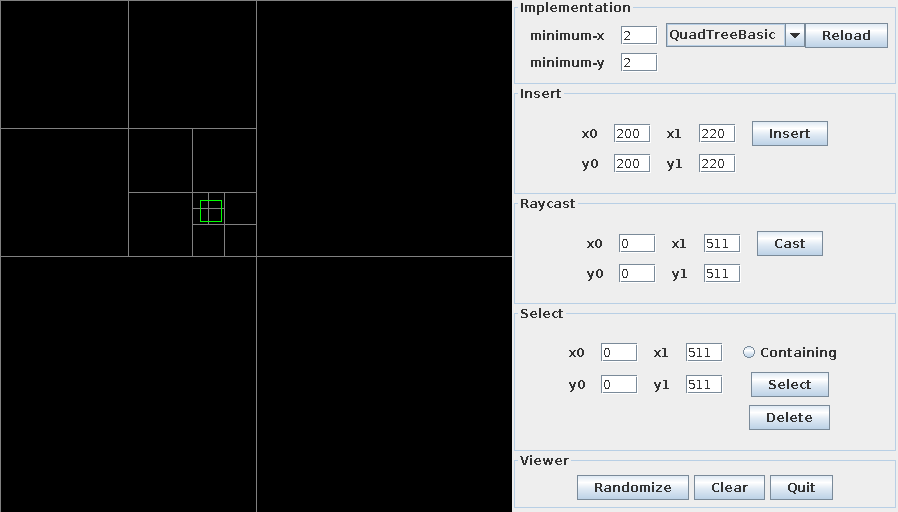 Implementation
minimum-x 2 QuadTreeBasic Reload
minimum-y 2
Insert
x0 200 x1 220 Insert
y0 200 y1 220
Raycast
x0 0 x1 511 Cast
y0 0 y1 511
Select
x0 0 x1 511 Containing
y0 0 y1 511 Select
Delete
Viewer
Randomize Clear Quit